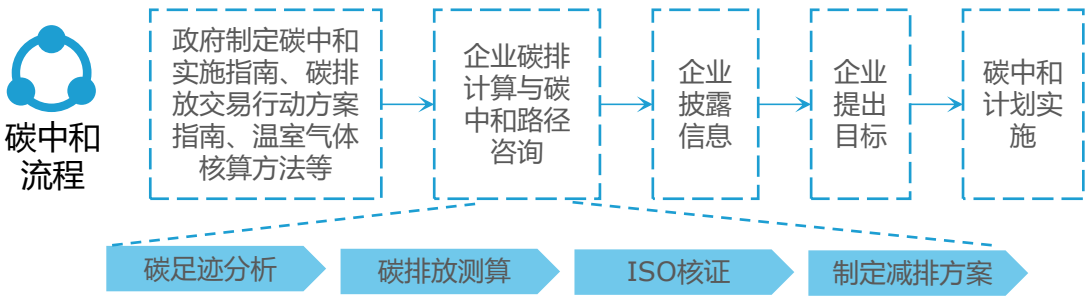 碳中和
流程
政府制定碳中和
实施指南、碳排
放交易行动方案
指南、温室气体
核算方法等
企业碳排
计算与碳
中和路径
咨询
企业
披露
信息
企业
提出
目标
碳中和
计划实
施
碳足迹分析
碳排放测算
ISO核证
制定减排方案